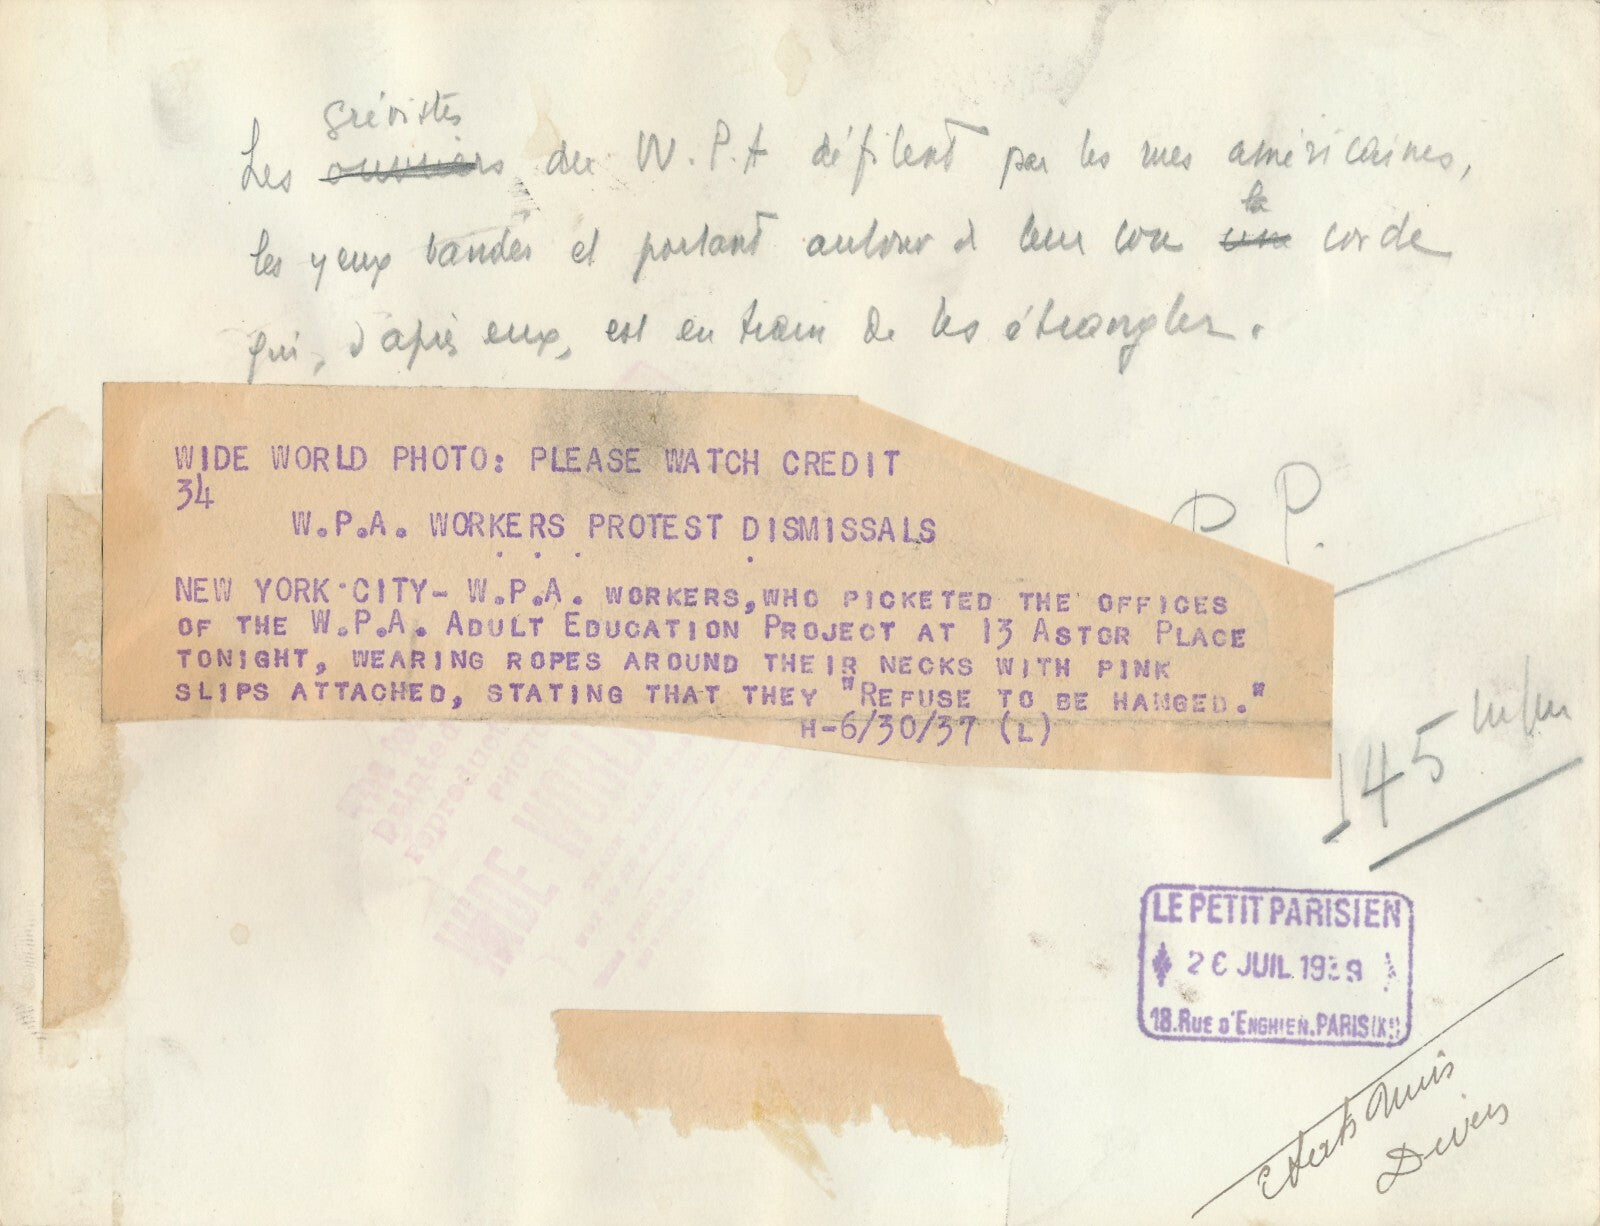 grévistes
Les ouvriers du W.P.A défilent par les rues américaines,
la
les yeux bandés et portant autour de leur cou une corde
qui, d'après eux, est en train de les étrangler.
WIDE WORLD PHOTO: PLEASE WATCH CREDIT
34
W.P.A. WORKERS PROTEST DISMISSALS
P.P.
NEW YORK CITY- W.P.A. WORKERS, WHO PICKETED THE OFFICES
OF THE W.P.A. ADULT EDUCATION PROJECT AT 13 ASTOR PLACE
TONIGHT, WEARING ROPES AROUND THEIR NECKS WITH PINK
SLIPS ATTACHED, STATING THAT THEY "REFUSE TO BE HANGED."
H-6/30/37 (L)
145 m/m
WIDE WORLD
LE PETIT PARISIEN
JUIL.
18.RUE D'ENGHIEN.PARIS
Etats Unis
Divers